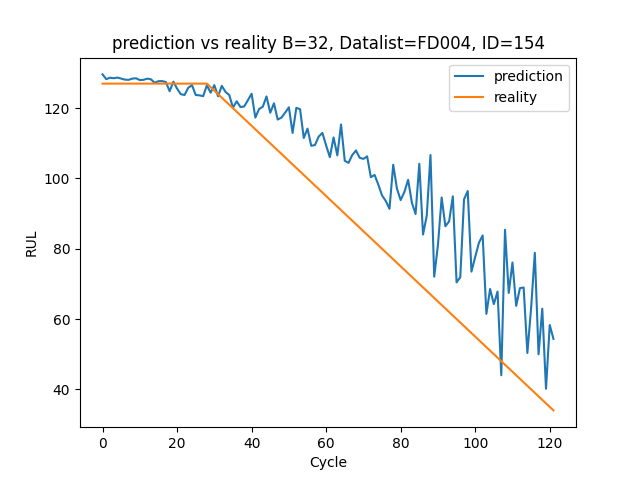 prediction vs reality B=32, Datalist=FD004, ID=154
prediction
reality
RUL
120
100
80
60
40
0 20 40 60 80 100 120
Cycle